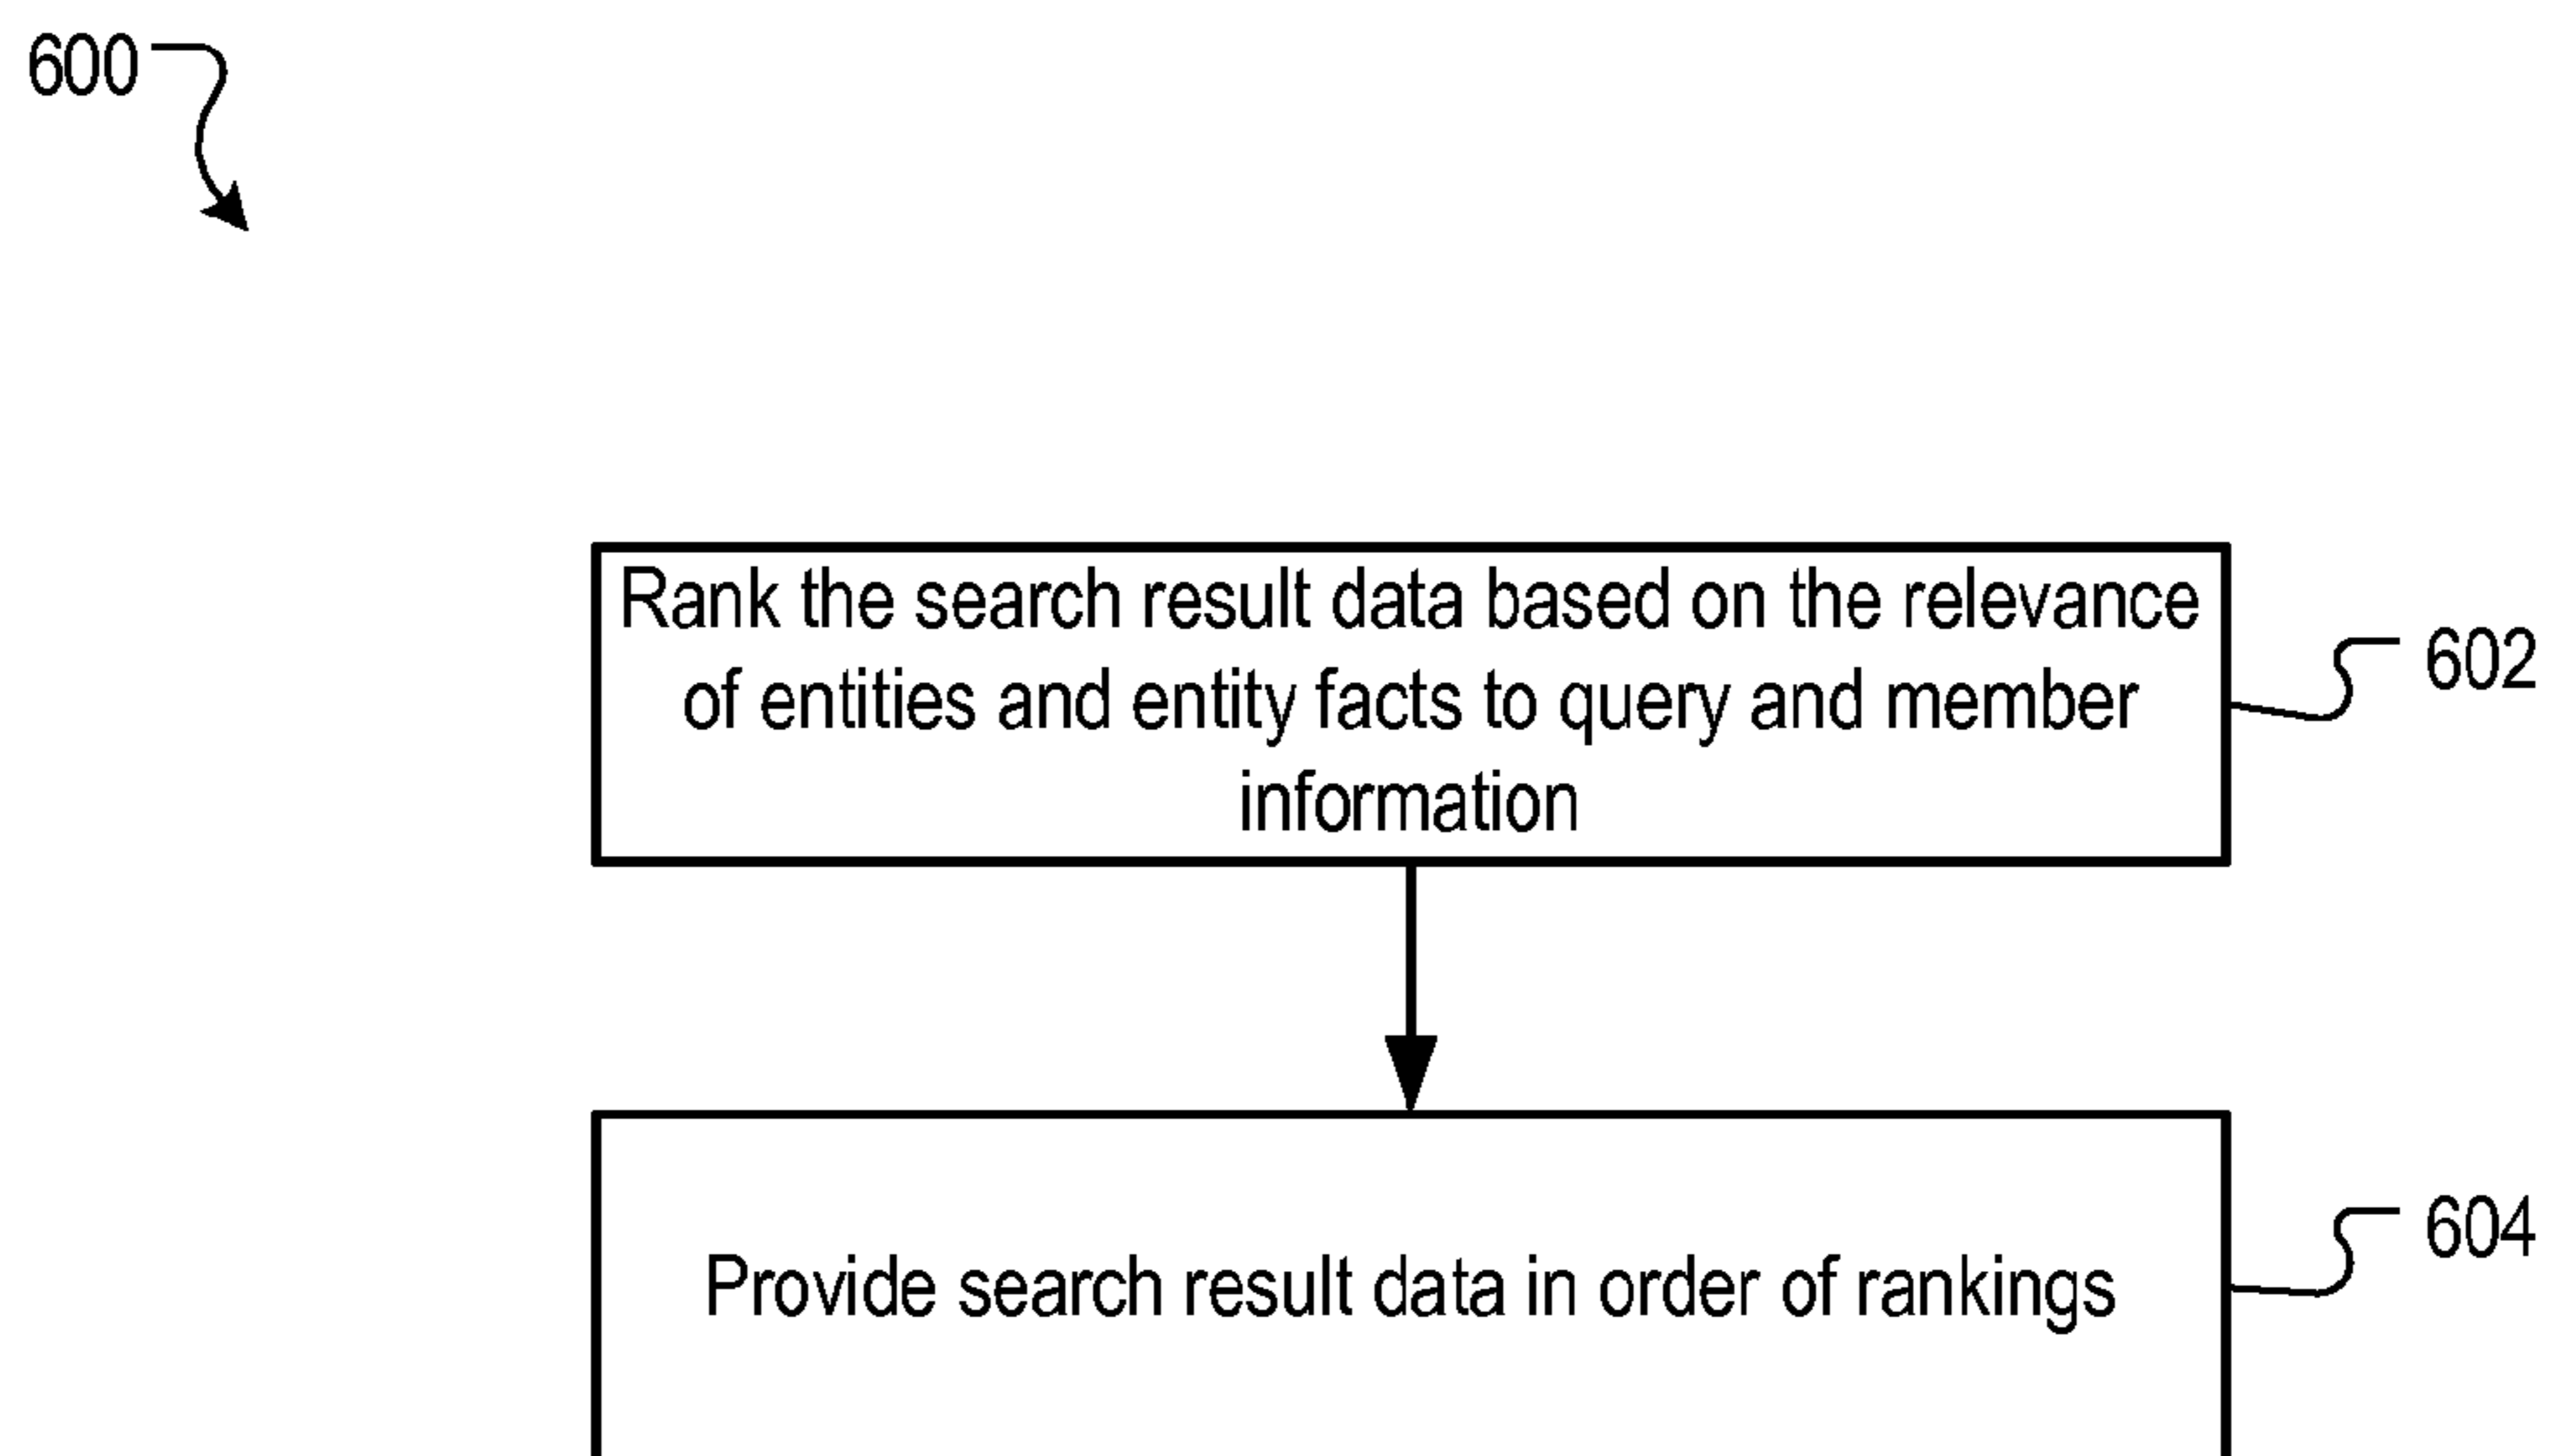 600
Rank the search result data based on the relevance
of entities and entity facts to query and member
information
602
Provide search result data in order of rankings
604